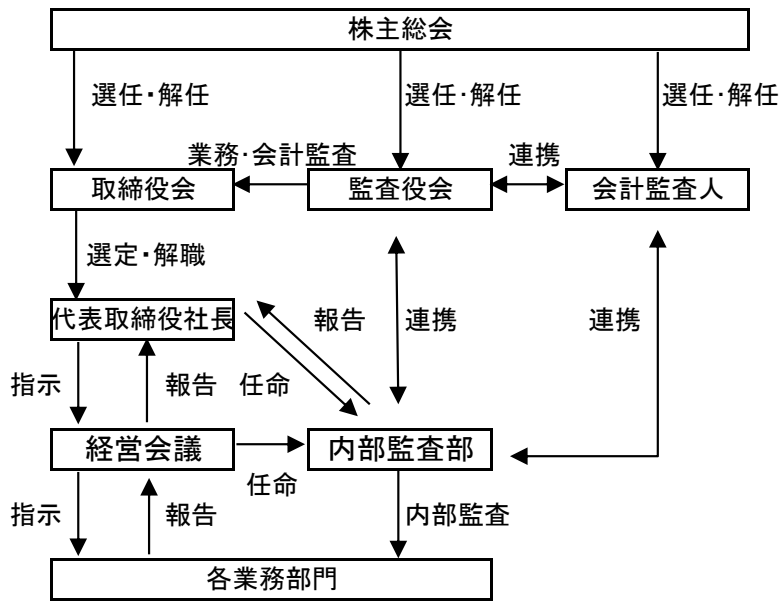 株主総会
選任・解任
選任・解任
選任・解任
業務・会計監査
連携
取締役会
監査役会
会計監査人
選定・解職
代表取締役社長
報告
連携
連携
指示
報告
任命
経営会議
内部監査部
任命
指示
報告
内部監査
各業務部門